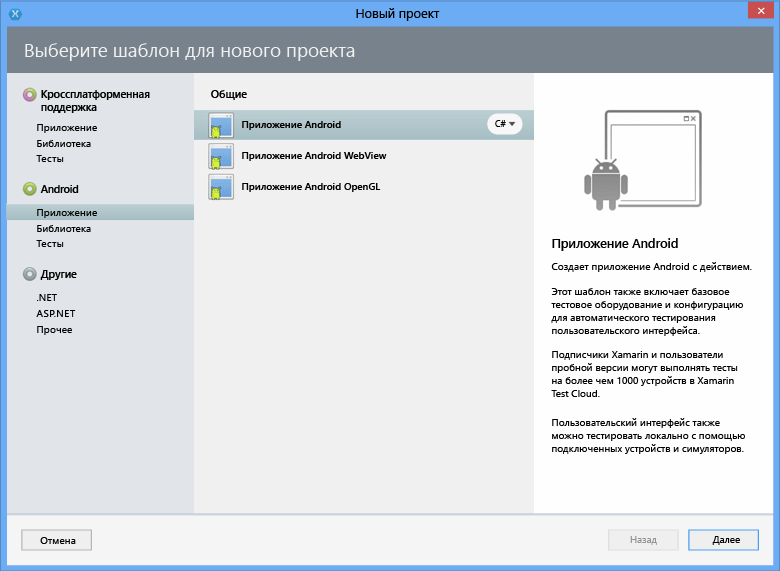 Новый проект
Выберите шаблон для нового проекта
Кроссплатформенная
поддержка
Приложение
Библиотека
Тесты
Android
Приложение
Библиотека
Тесты
Другие
.NET
ASP.NET
Прочее
Общие
Приложение Android
C#
Приложение Android WebView
Приложение Android OpenGL
Приложение Android
Создает приложение Android с действием.
Этот шаблон также включает базовое
тестовое оборудование и конфигурацию
для автоматического тестирования
пользовательского интерфейса.
Подписчики Xamarin и пользователи
пробной версии могут выполнять тесты
на более чем 1000 устройств в Xamarin
Test Cloud.
Пользовательский интерфейс также
можно тестировать локально с помощью
подключенных устройств и симуляторов.
Отмена
Назад
Далее